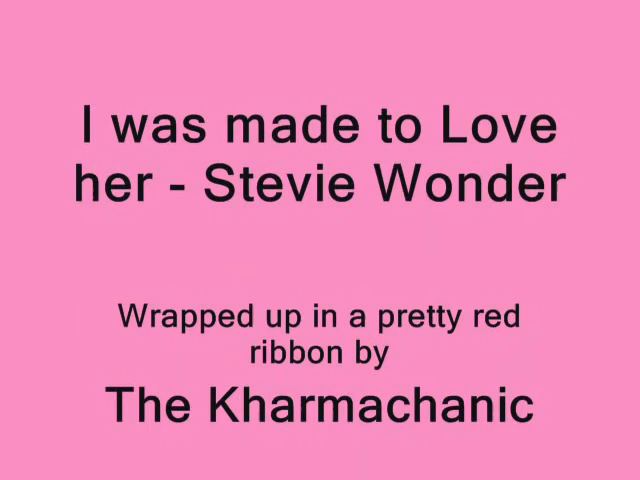 I was made to Love
her - Stevie Wonder
Wrapped up in a pretty red
ribbon by
The Kharmachanic